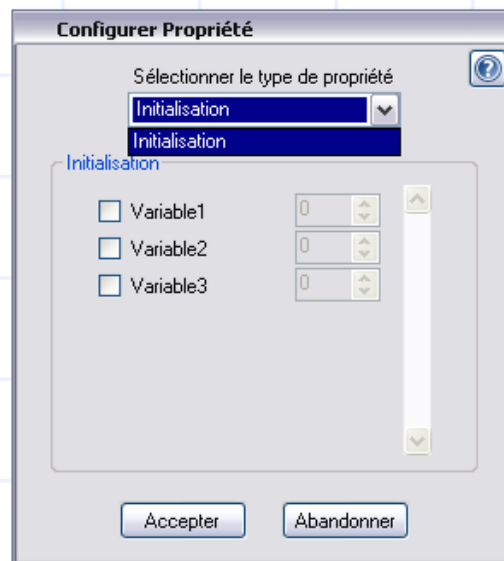 Configurer Propriété
Sélectionner le type de propriété
Initialisation
Initialisation
Initialisation
Variable1 0
Variable2 0
Variable3 0
Accepter Abandonner